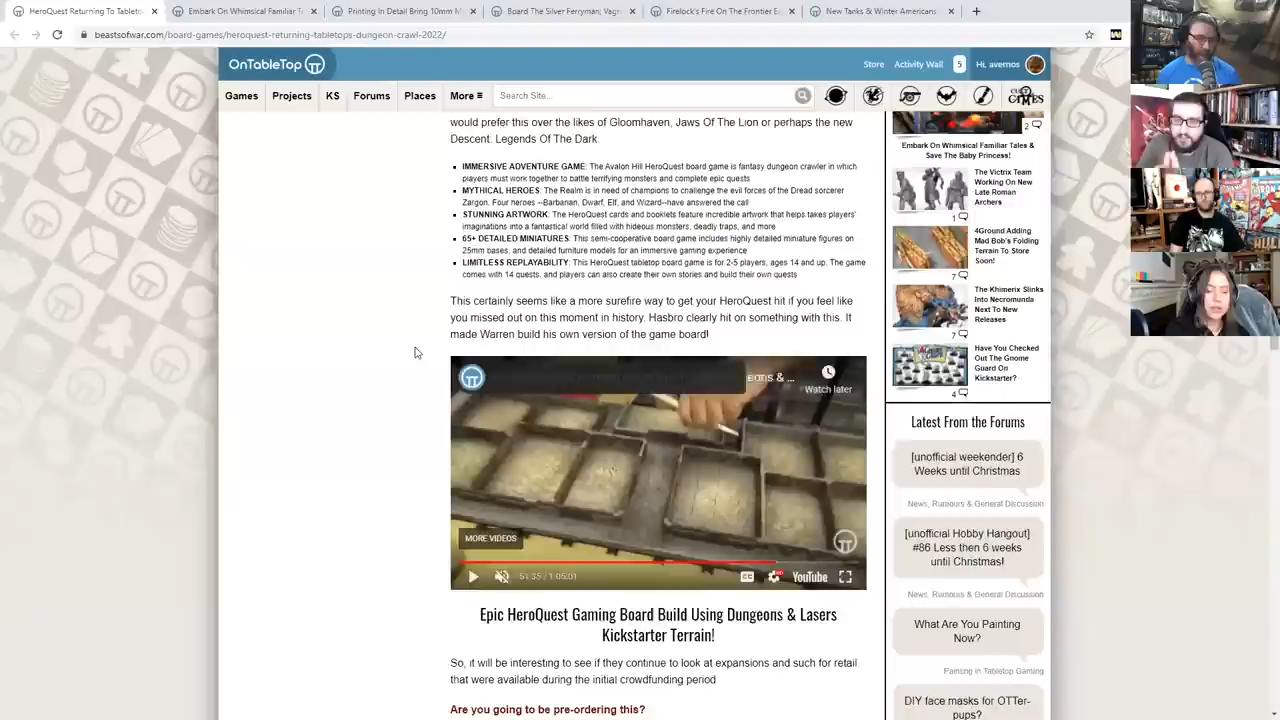 HeroQuest Returning To Tabletop
Embark On Whimsical Familiar T
Printing In Detail Bring 10mm M
Board The Silver Ferryman; Vag
Firelock's Fire On The Frontier E
New Tanks & Winter Americans
beastsofwar.com/board-games/heroquest-returning-tabletops-dungeon-crawl-2022/
OnTableTop
Store
Activity Wall
5
Hi, avernos
Games
Projects
KS
Forums
Places
More
Search Site...
GAMES
would prefer this over the likes of Gloomhaven, Jaws Of The Lion or perhaps the new
Descent: Legends Of The Dark.
IMMERSIVE ADVENTURE GAME: The Avalon Hill HeroQuest board game is fantasy dungeon crawler in which
players must work together to battle terrifying monsters and complete epic quests
MYTHICAL HEROES: The Realm is in need of champions to challenge the evil forces of the Dread sorcerer
Zargon. Four heroes --Barbarian, Dwarf, Elf, and Wizard--have answered the call
STUNNING ARTWORK: The HeroQuest cards and booklets feature incredible artwork that helps takes players'
imaginations into a fantastical world filled with hideous monsters, deadly traps, and more
65+ DETAILED MINIATURES: This semi-cooperative board game includes highly detailed miniature figures on
25mm bases, and detailed furniture models for an immersive gaming experience
LIMITLESS REPLAYABILITY: This HeroQuest tabletop board game is for 2-5 players, ages 14 and up. The game
comes with 14 quests, and players can also create their own stories and build their own quests
This certainly seems like a more surefire way to get your HeroQuest hit if you feel like
you missed out on this moment in history. Hasbro clearly hit on something with this. It
made Warren build his own version of the game board!
& ...
Watch later
MORE VIDEOS
51:35 / 1:05:01
CC
YouTube
Epic HeroQuest Gaming Board Build Using Dungeons & Lasers
Kickstarter Terrain!
So, it will be interesting to see if they continue to look at expansions and such for retail
that were available during the initial crowdfunding period
Are you going to be pre-ordering this?
2
Embark On Whimsical Familiar Tales &
Save The Baby Princess!
The Victrix Team
Working On New
Late Roman
Archers
1
4Ground Adding
Mad Bob's Folding
Terrain To Store
Soon!
7
The Khimerix Slinks
Into Necromunda
Next To New
Releases
7
Have You Checked
Out The Gnome
Guard On
Kickstarter?
4
Latest From the Forums
[unofficial weekender] 6
Weeks until Christmas
News, Rumours & General Discussion
[unofficial Hobby Hangout]
#86 Less then 6 weeks
until Christmas!
News, Rumours & General Discussion
What Are You Painting
Now?
Painting in Tabletop Gaming
DIY face masks for OTTer-
pups?